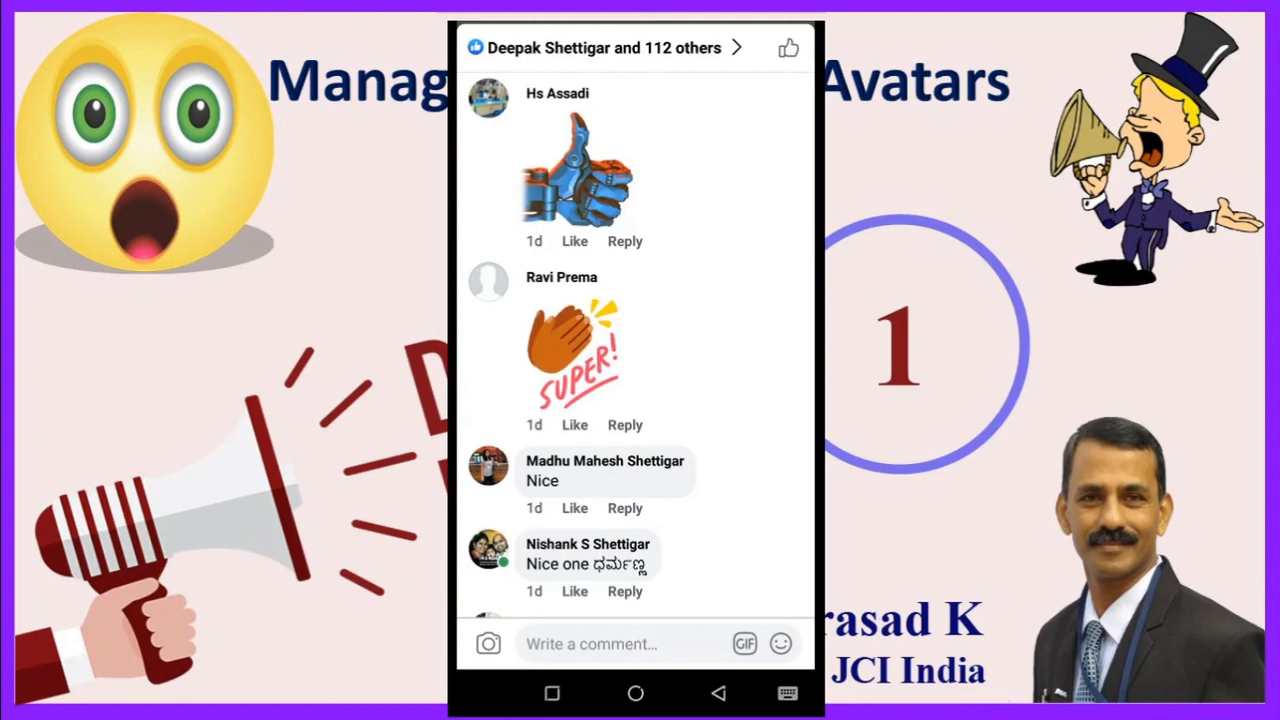 Manag
Avatars
Deepak Shettigar and 112 others
Hs Assadi
1d Like Reply
Ravi Prema
SUPER!
1d Like Reply
Madhu Mahesh Shettigar
Nice
1d Like Reply
Nishank S Shettigar
Nice one ಧರ್ಮಣ್ಣ
1d Like Reply
Write a comment...
GIF
1
rasad K
JCI India